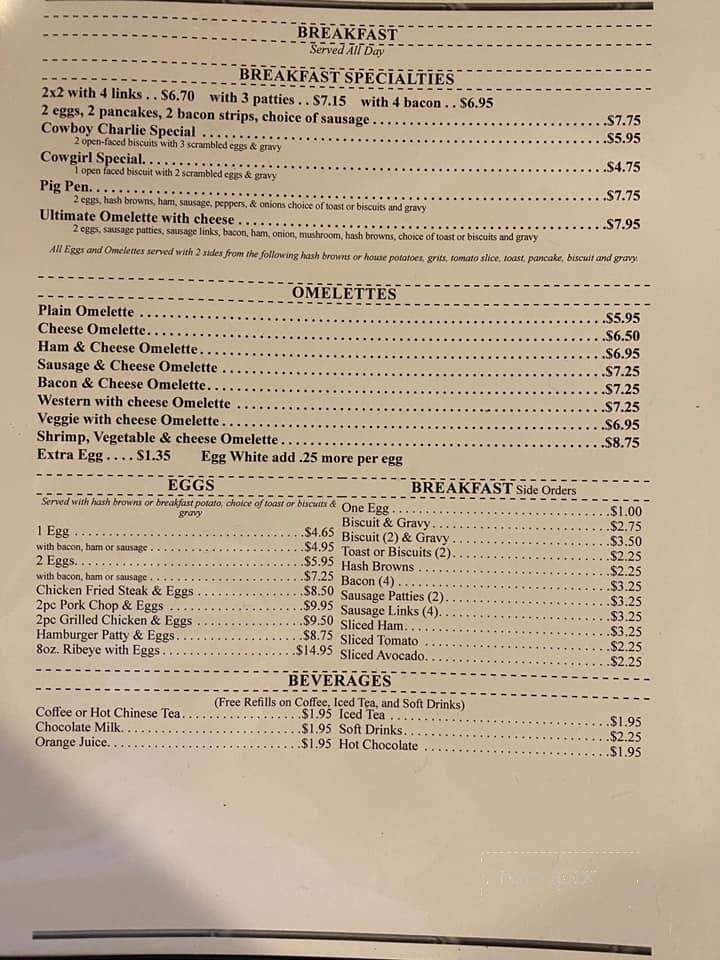 BREAKFAST
Served All Day
BREAKFAST SPECIALTIES
2x2 with 4 links . . $6.70 with 3 patties . . $7.15 with 4 bacon . . $6.95
2 eggs, 2 pancakes, 2 bacon strips, choice of sausage . . . . $7.75
Cowboy Charlie Special . . . . $5.95
2 open-faced biscuits with 3 scrambled eggs & gravy
Cowgirl Special. . . . $4.75
1 open faced biscuit with 2 scrambled eggs & gravy
Pig Pen. . . . $7.75
2 eggs, hash browns, ham, sausage, peppers, & onions choice of toast or biscuits and gravy
Ultimate Omelette with cheese . . . . $7.95
2 eggs, sausage patties, sausage links, bacon, ham, onion, mushroom, hash browns, choice of toast or biscuits and gravy
All Eggs and Omelettes served with 2 sides from the following hash browns or house potatoes, grits, tomato slice, toast, pancake, biscuit and gravy.
OMELETTES
Plain Omelette . . . . $5.95
Cheese Omelette. . . . $6.50
Ham & Cheese Omelette. . . . $6.95
Sausage & Cheese Omelette . . . . $7.25
Bacon & Cheese Omelette. . . . $7.25
Western with cheese Omelette . . . . $7.25
Veggie with cheese Omelette. . . . $6.95
Shrimp, Vegetable & cheese Omelette. . . . $8.75
Extra Egg . . . . $1.35 Egg White add .25 more per egg
EGGS
Served with hash browns or breakfast potato, choice of toast or biscuits &
gravy
1 Egg . . . . $4.65
with bacon, ham or sausage . . . . $4.95
2 Eggs. . . . $5.95
with bacon, ham or sausage . . . . $7.25
Chicken Fried Steak & Eggs . . . . $8.50
2pc Pork Chop & Eggs . . . . $9.95
2pc Grilled Chicken & Eggs . . . . $9.50
Hamburger Patty & Eggs. . . . $8.75
8oz. Ribeye with Eggs. . . . $14.95
BREAKFAST Side Orders
One Egg . . . . $1.00
Biscuit & Gravy. . . . $2.75
Biscuit (2) & Gravy . . . . $3.50
Toast or Biscuits (2). . . . $2.25
Hash Browns . . . . $2.25
Bacon (4) . . . . $3.25
Sausage Patties (2). . . . $3.25
Sausage Links (4). . . . $3.25
Sliced Ham. . . . $3.25
Sliced Tomato . . . . $2.25
Sliced Avocado. . . . $2.25
BEVERAGES
(Free Refills on Coffee, Iced Tea, and Soft Drinks)
Coffee or Hot Chinese Tea. . . . $1.95
Chocolate Milk. . . . $1.95
Orange Juice. . . . $1.95
Iced Tea . . . . $1.95
Soft Drinks. . . . $2.25
Hot Chocolate . . . . $1.95